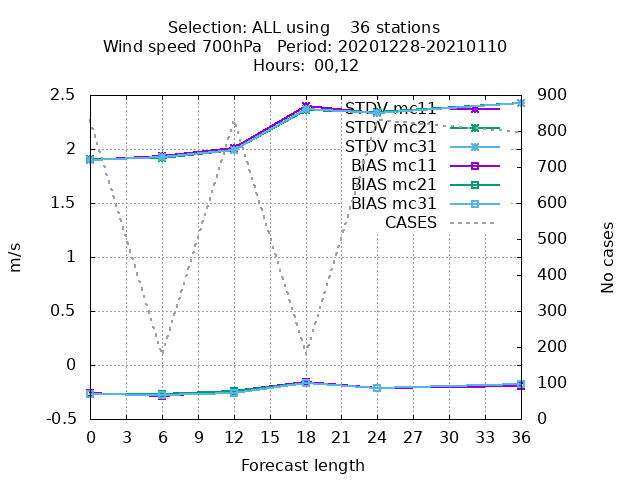 Selection: ALL using    36 stations
Wind speed 700hPa   Period: 20201228-20210110
Hours:  00,12
2.5
2
1.5
1
0.5
0
-0.5
m/s
900
800
700
600
500
400
300
200
100
0
No cases
STDV mc11
STDV mc21
STDV mc31
BIAS mc11
BIAS mc21
BIAS mc31
CASES
0 3 6 9 12 15 18 21 24 27 30 33 36
Forecast length